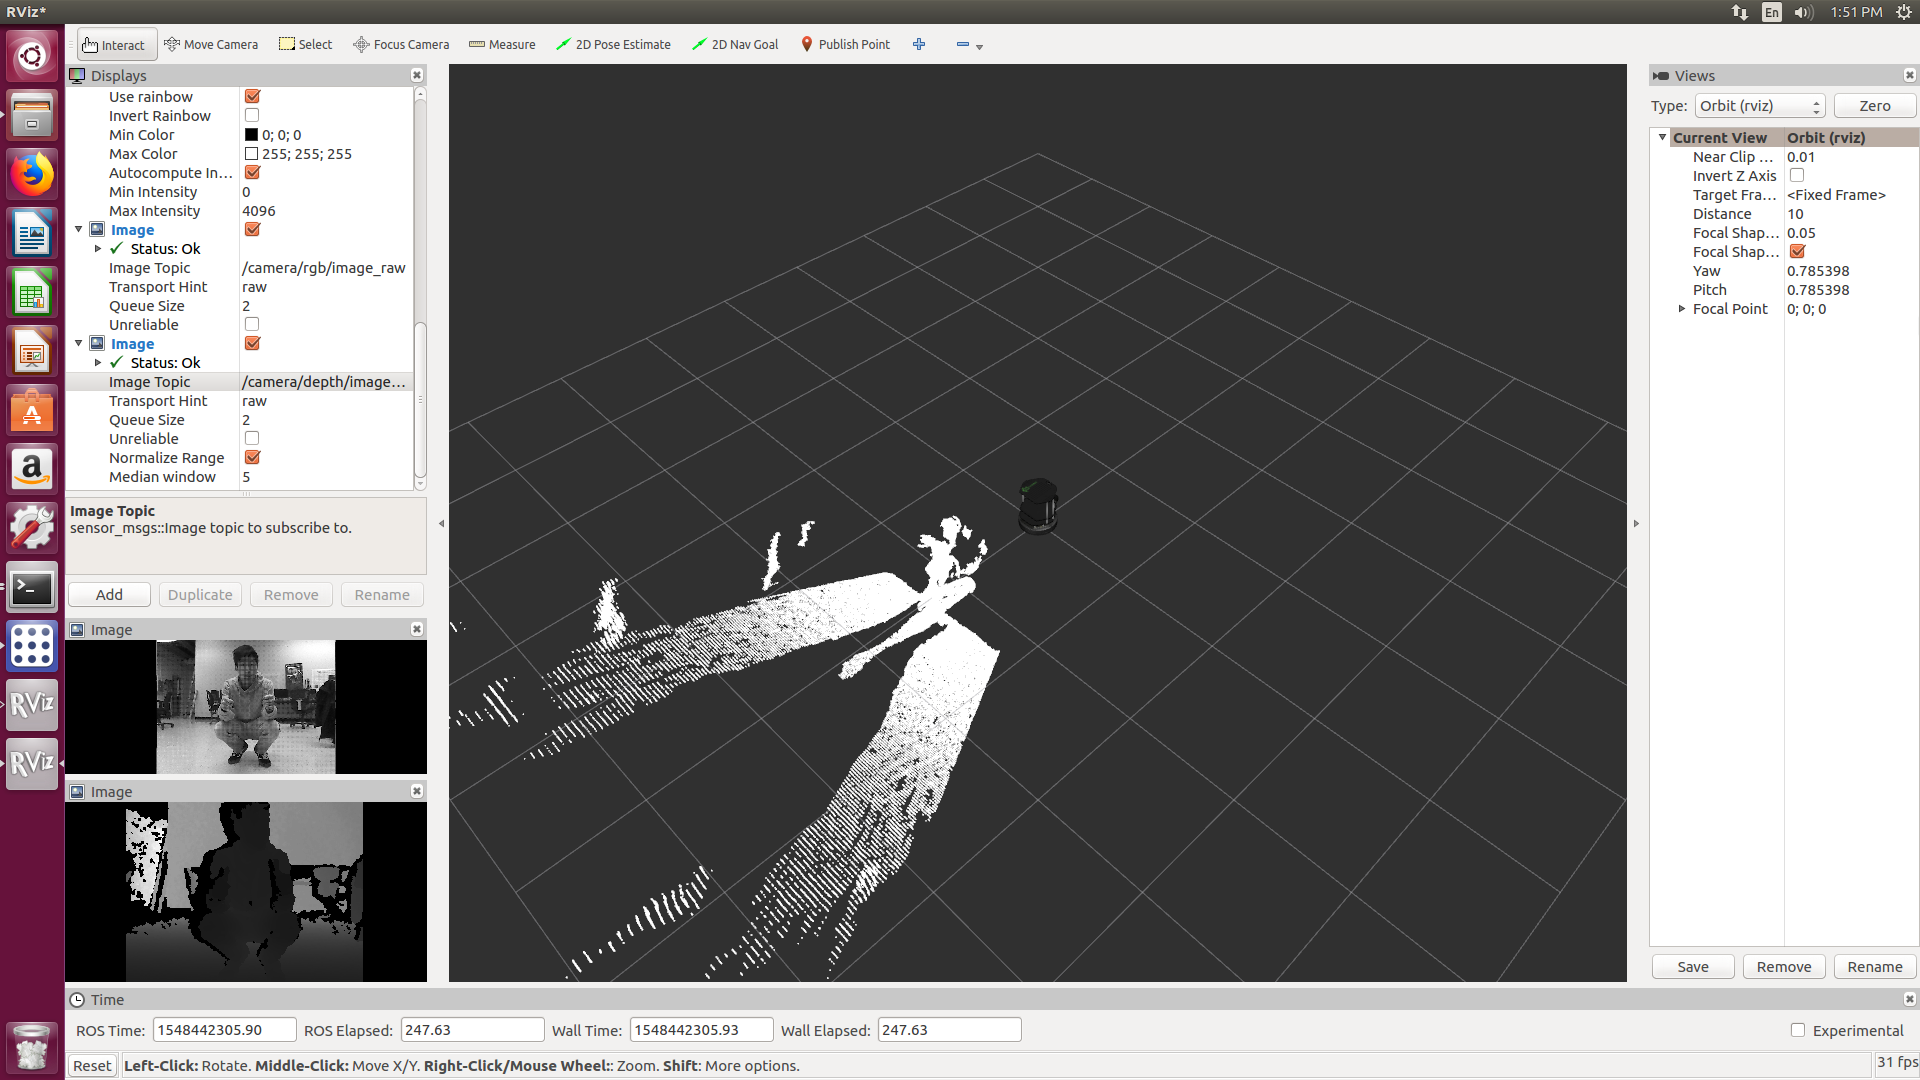 RViz*
En
1:51 PM
Interact
Move Camera
Select
Focus Camera
Measure
2D Pose Estimate
2D Nav Goal
Publish Point
Displays
Use rainbow
Invert Rainbow
Min Color 0; 0; 0
Max Color 255; 255; 255
Autocompute In...
Min Intensity 0
Max Intensity 4096
Image
Status: Ok
Image Topic /camera/rgb/image_raw
Transport Hint raw
Queue Size 2
Unreliable
Image
Status: Ok
Image Topic /camera/depth/image...
Transport Hint raw
Queue Size 2
Unreliable
Normalize Range
Median window 5
Image Topic
sensor_msgs::Image topic to subscribe to.
Add
Duplicate
Remove
Rename
Image
Image
RViz
RViz
Views
Type: Orbit (rviz)
Zero
Current View Orbit (rviz)
Near Clip ... 0.01
Invert Z Axis
Target Fra... <Fixed Frame>
Distance 10
Focal Shap... 0.05
Focal Shap...
Yaw 0.785398
Pitch 0.785398
Focal Point 0; 0; 0
Save
Remove
Rename
Time
ROS Time: 1548442305.90 ROS Elapsed: 247.63 Wall Time: 1548442305.93 Wall Elapsed: 247.63
Experimental
Reset
Left-Click: Rotate. Middle-Click: Move X/Y. Right-Click/Mouse Wheel:: Zoom. Shift: More options.
31 fps